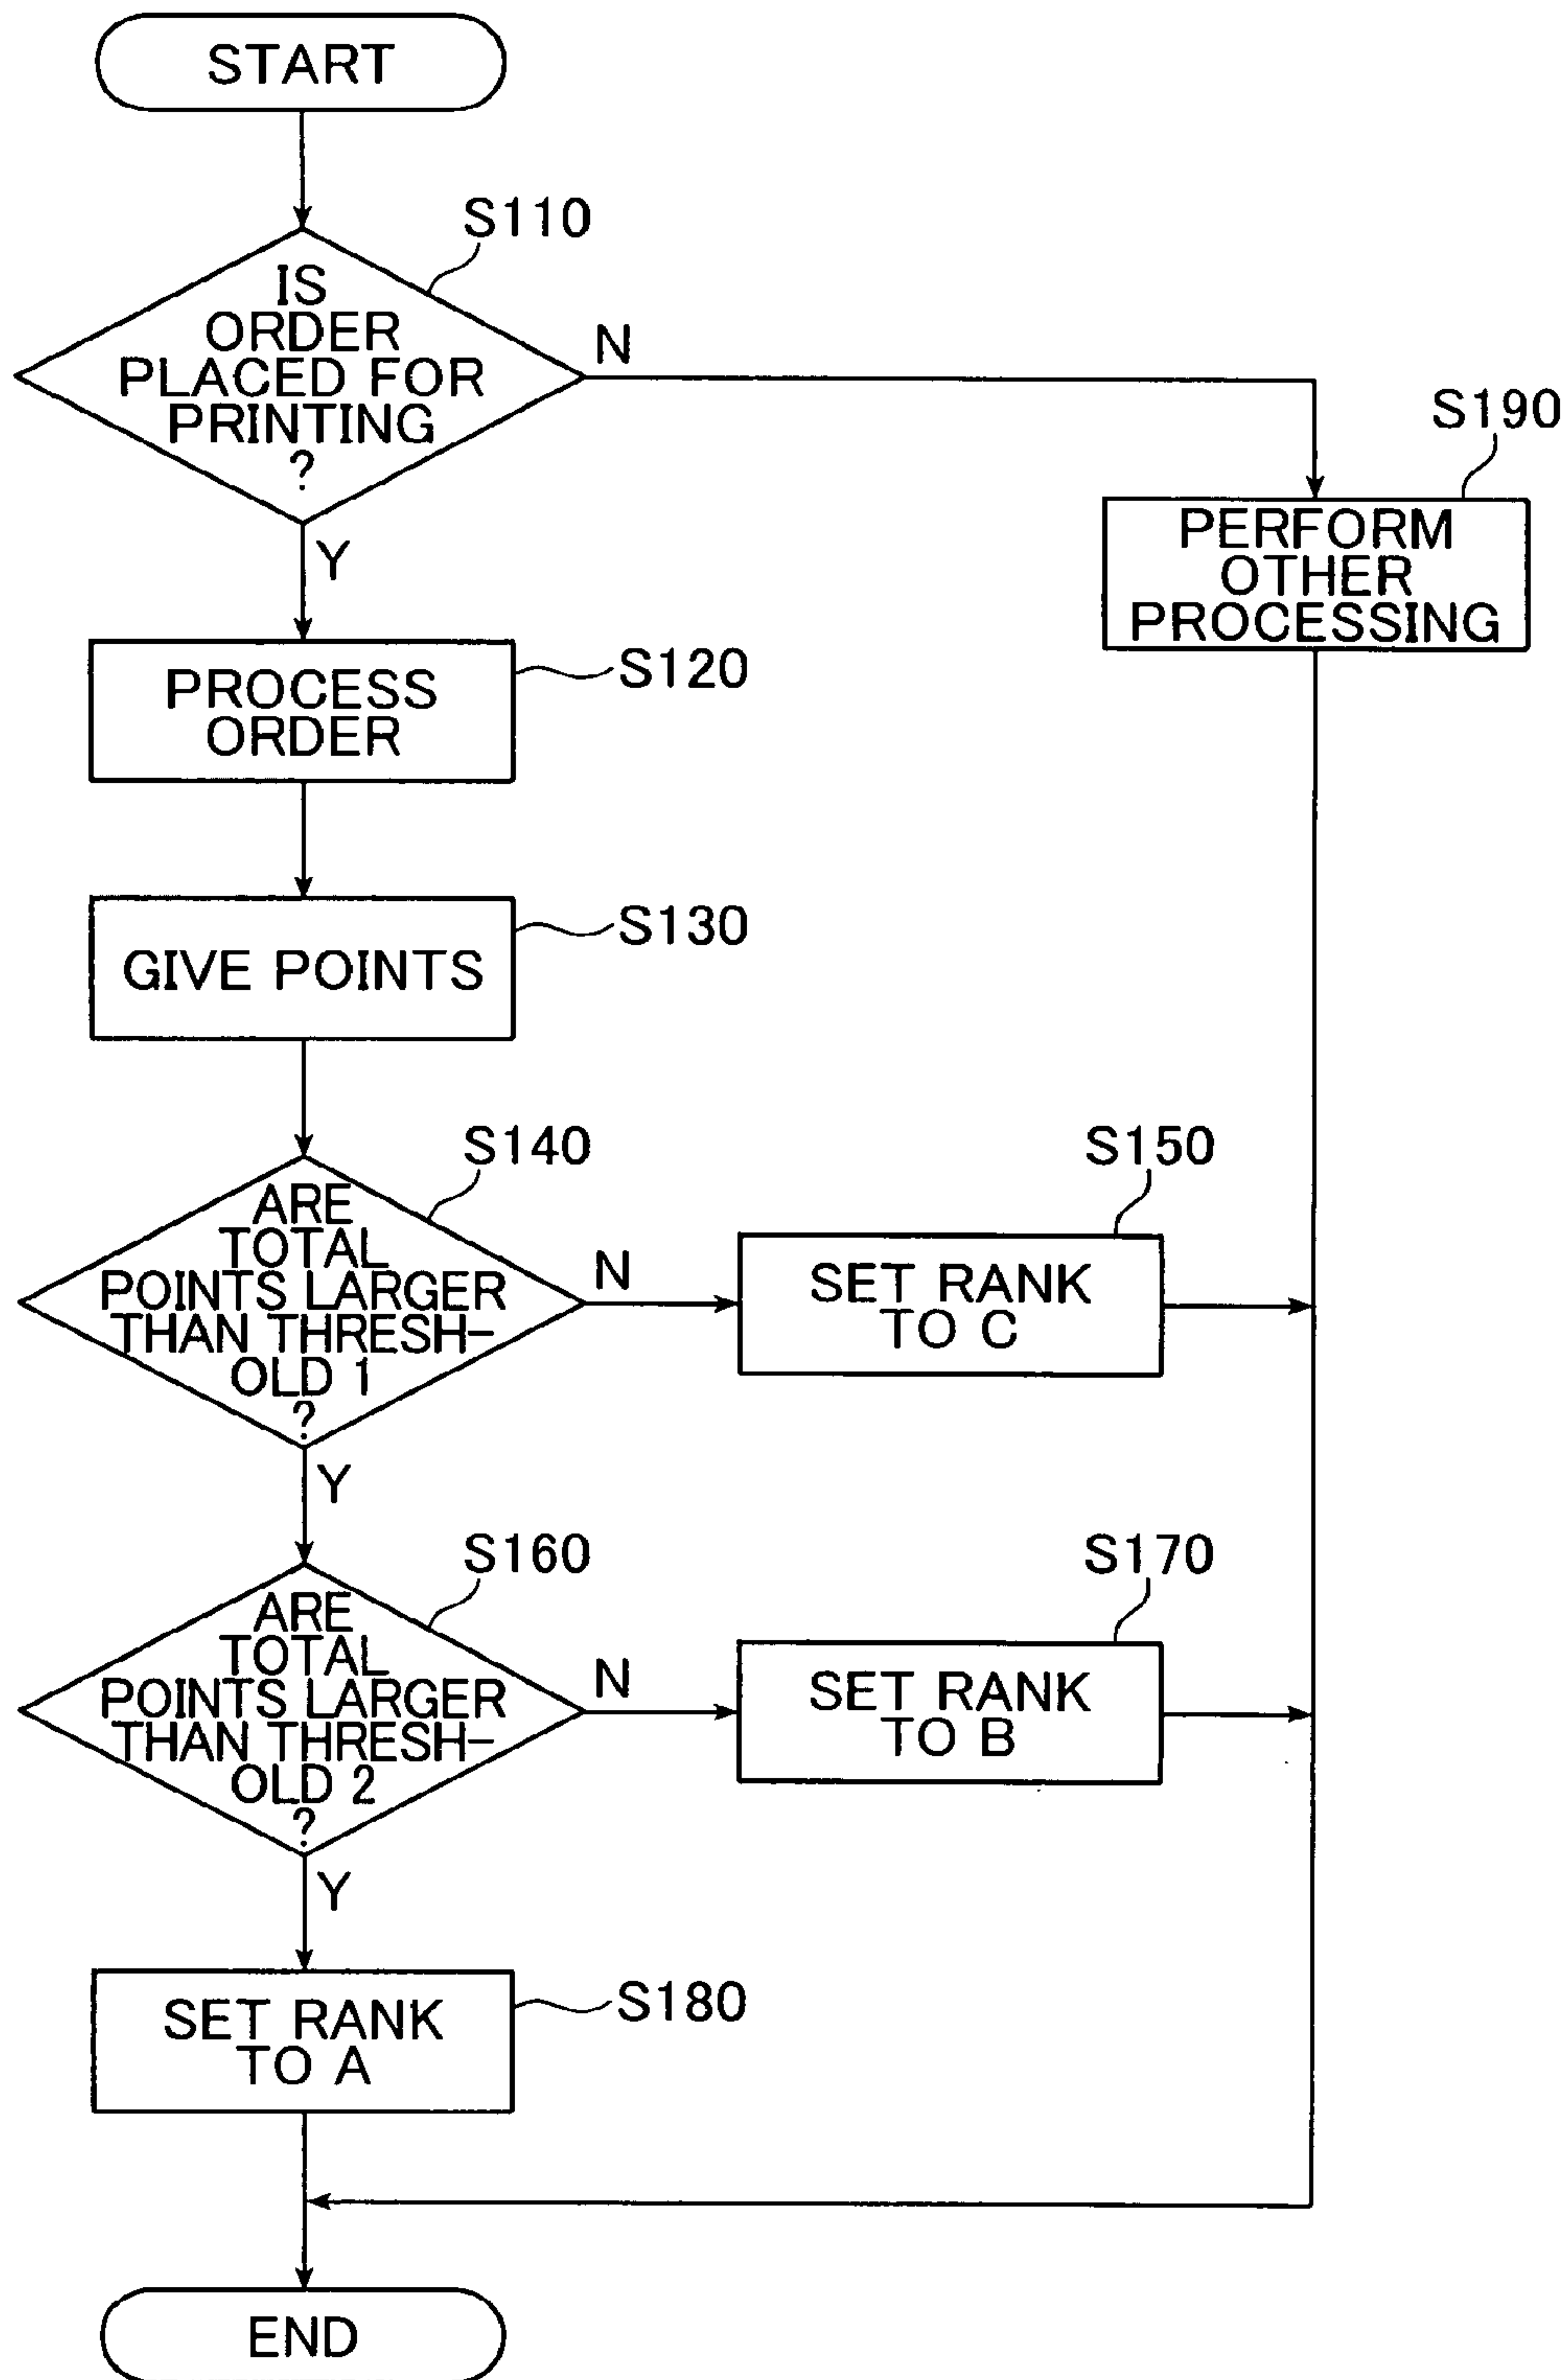 START
S110
IS
ORDER
PLACED FOR
PRINTING
?
N
Y
S190
PERFORM
OTHER
PROCESSING
S120
PROCESS
ORDER
S130
GIVE POINTS
S140
ARE
TOTAL
POINTS LARGER
THAN THRESH-
OLD 1
?
N
Y
S150
SET RANK
TO C
S160
ARE
TOTAL
POINTS LARGER
THAN THRESH-
OLD 2
?
N
Y
S170
SET RANK
TO B
S180
SET RANK
TO A
END